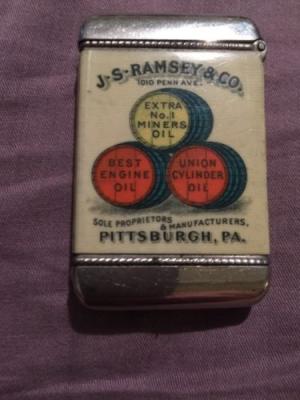 J-S-RAMSEY & CO.
1010 PENN AVE.
EXTRA
No. 1
MINERS
OIL
BEST
ENGINE
OIL
UNION
CYLINDER
OIL
SOLE PROPRIETORS
& MANUFACTURERS,
PITTSBURGH, PA.